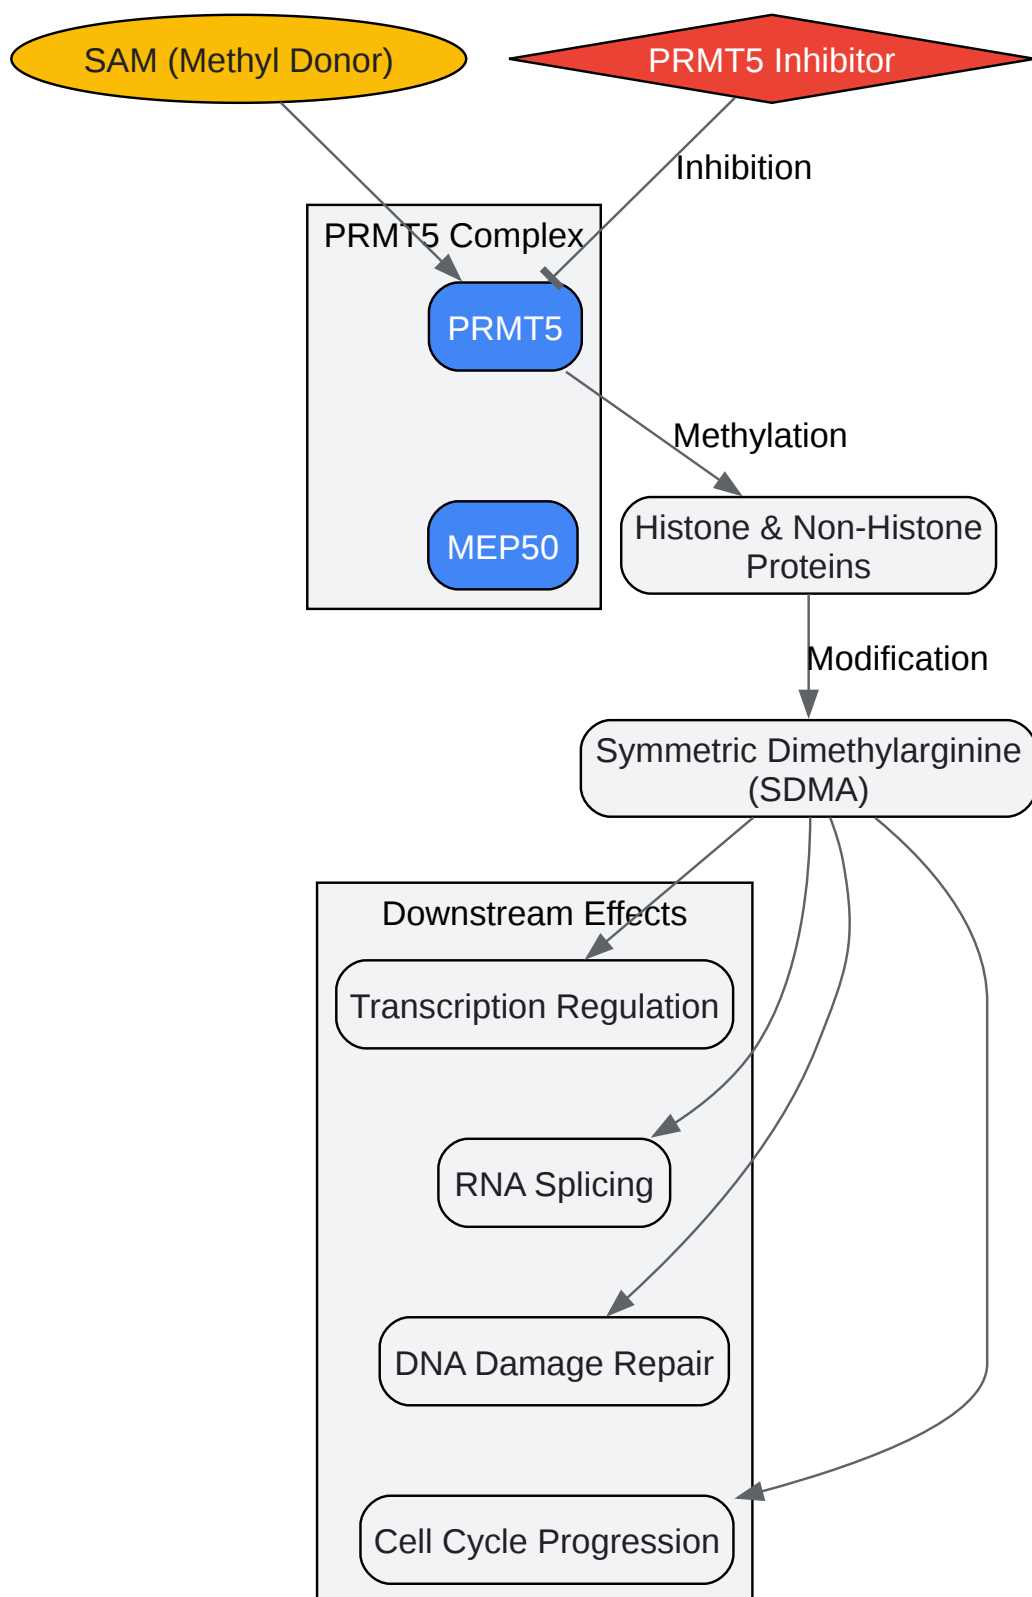 SAM (Methyl Donor)
PRMT5 Inhibitor
Inhibition
PRMT5 Complex
PRMT5
Methylation
MEP50
Histone & Non-Histone
Proteins
Modification
Symmetric Dimethylarginine
(SDMA)
Downstream Effects
Transcription Regulation
RNA Splicing
DNA Damage Repair
Cell Cycle Progression